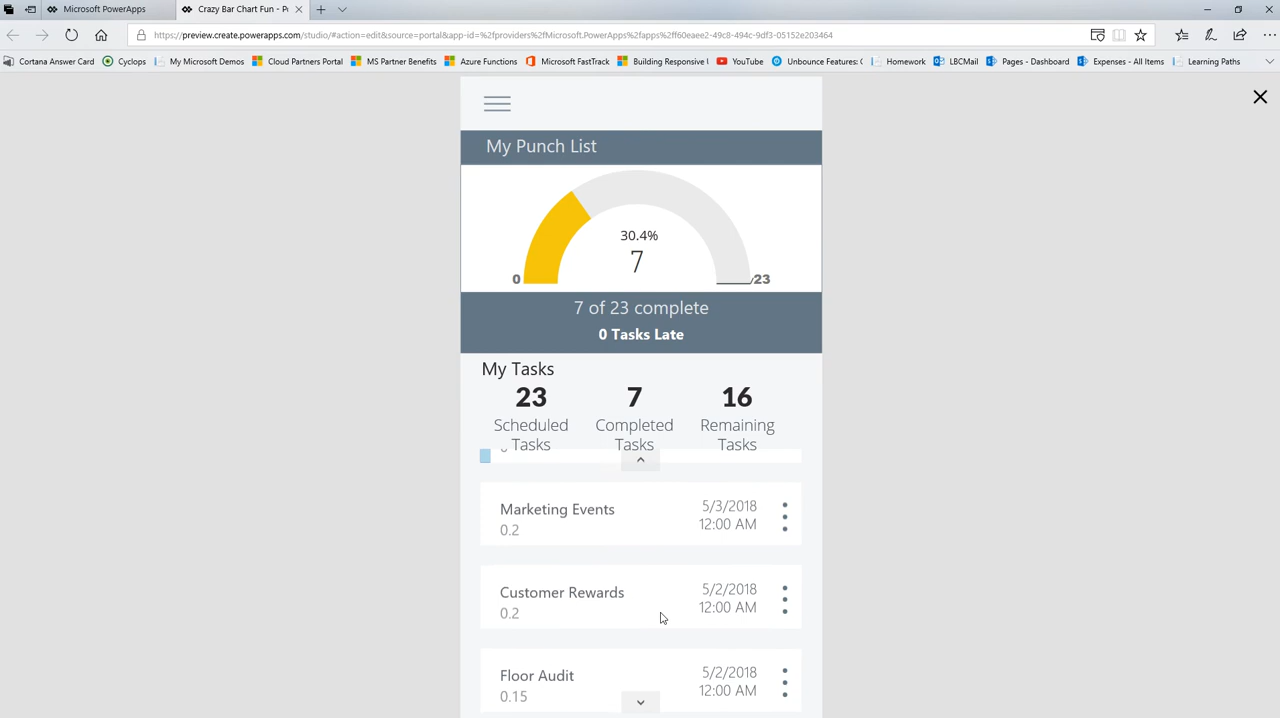 Microsoft PowerApps
Crazy Bar Chart Fun - Po
https://preview.create.powerapps.com/studio/#action=edit&source=portal&app-id=%2fproviders%2fMicrosoft.PowerApps%2fapps%2ff60eaee2-49c8-494c-9df3-05152e203464
Cortana Answer Card
Cyclops
My Microsoft Demos
Cloud Partners Portal
MS Partner Benefits
Azure Functions
Microsoft FastTrack
Building Responsive
YouTube
Unbounce Features:
Homework
LBCMail
Pages - Dashboard
Expenses - All Items
Learning Paths
My Punch List
30.4%
7
0
23
7 of 23 complete
0 Tasks Late
My Tasks
23
7
16
Scheduled Tasks
Completed Tasks
Remaining Tasks
Marketing Events
0.2
5/3/2018
12:00 AM
Customer Rewards
0.2
5/2/2018
12:00 AM
Floor Audit
0.15
5/2/2018
12:00 AM